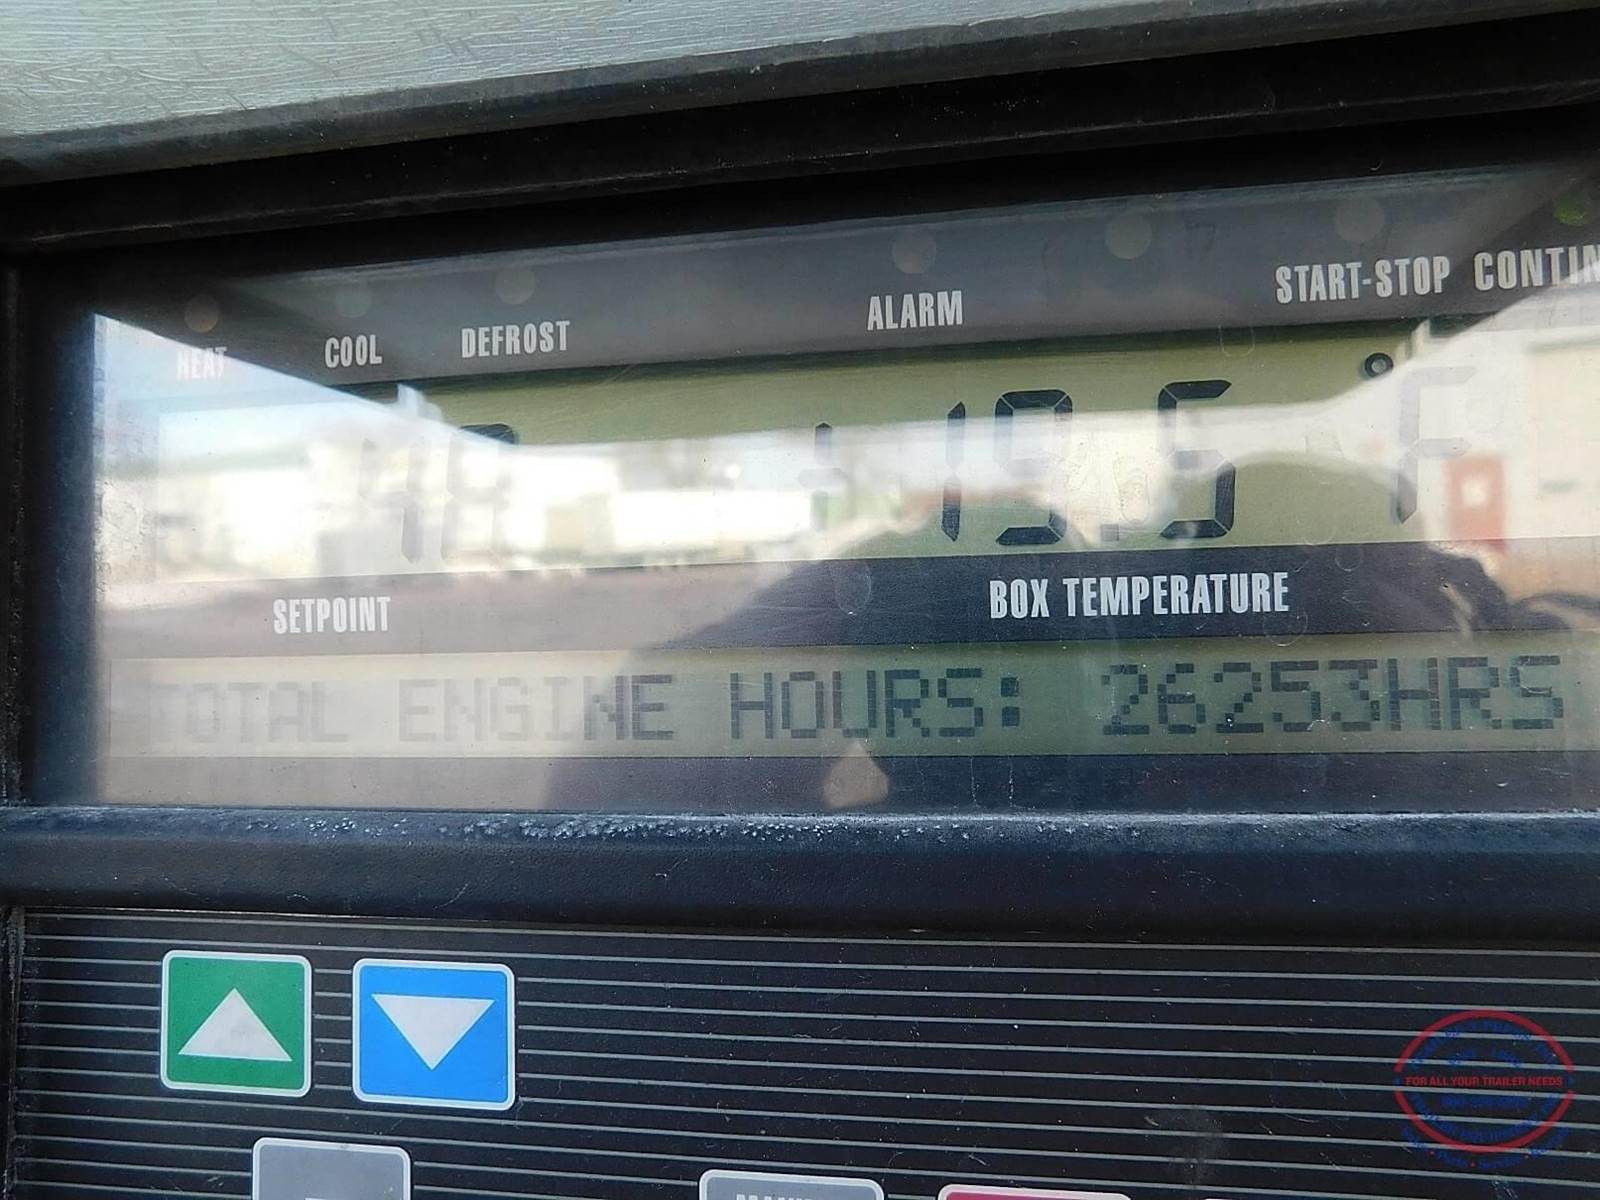 HEAT COOL DEFROST ALARM START-STOP CONTIN
+19.5 °F
SETPOINT BOX TEMPERATURE
TOTAL ENGINE HOURS: 26253HRS
FOR ALL YOUR TRAILER NEEDS